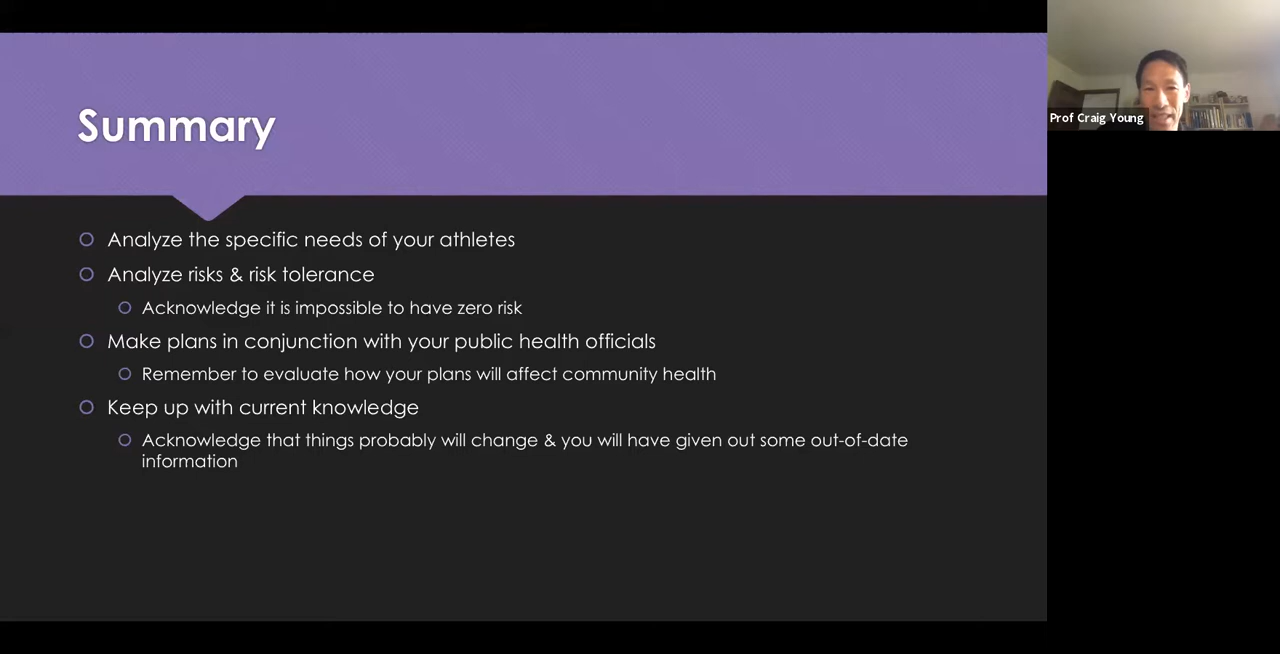 Summary
Analyze the specific needs of your athletes
Analyze risks & risk tolerance
Acknowledge it is impossible to have zero risk
Make plans in conjunction with your public health officials
Remember to evaluate how your plans will affect community health
Keep up with current knowledge
Acknowledge that things probably will change & you will have given out some out-of-date
information
Prof Craig Young